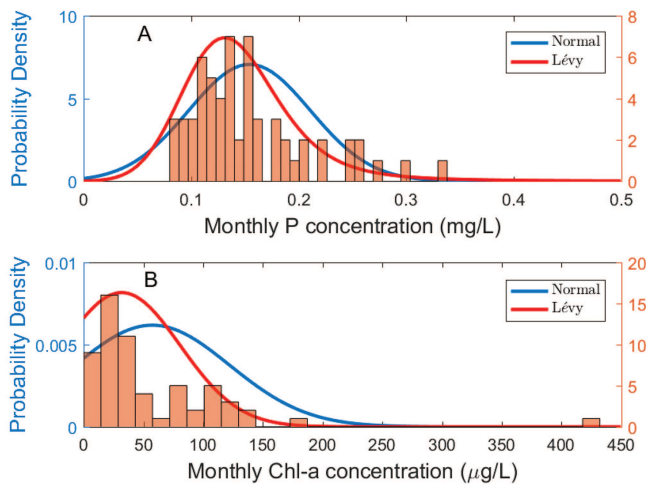 A
Normal
Lévy
Probability Density
10
5
0
8
6
4
2
0
0 0.1 0.2 0.3 0.4 0.5
Monthly P concentration (mg/L)
B
Normal
Lévy
Probability Density
0.01
0.005
0
20
15
10
5
0
0 50 100 150 200 250 300 350 400 450
Monthly Chl-a concentration (μg/L)